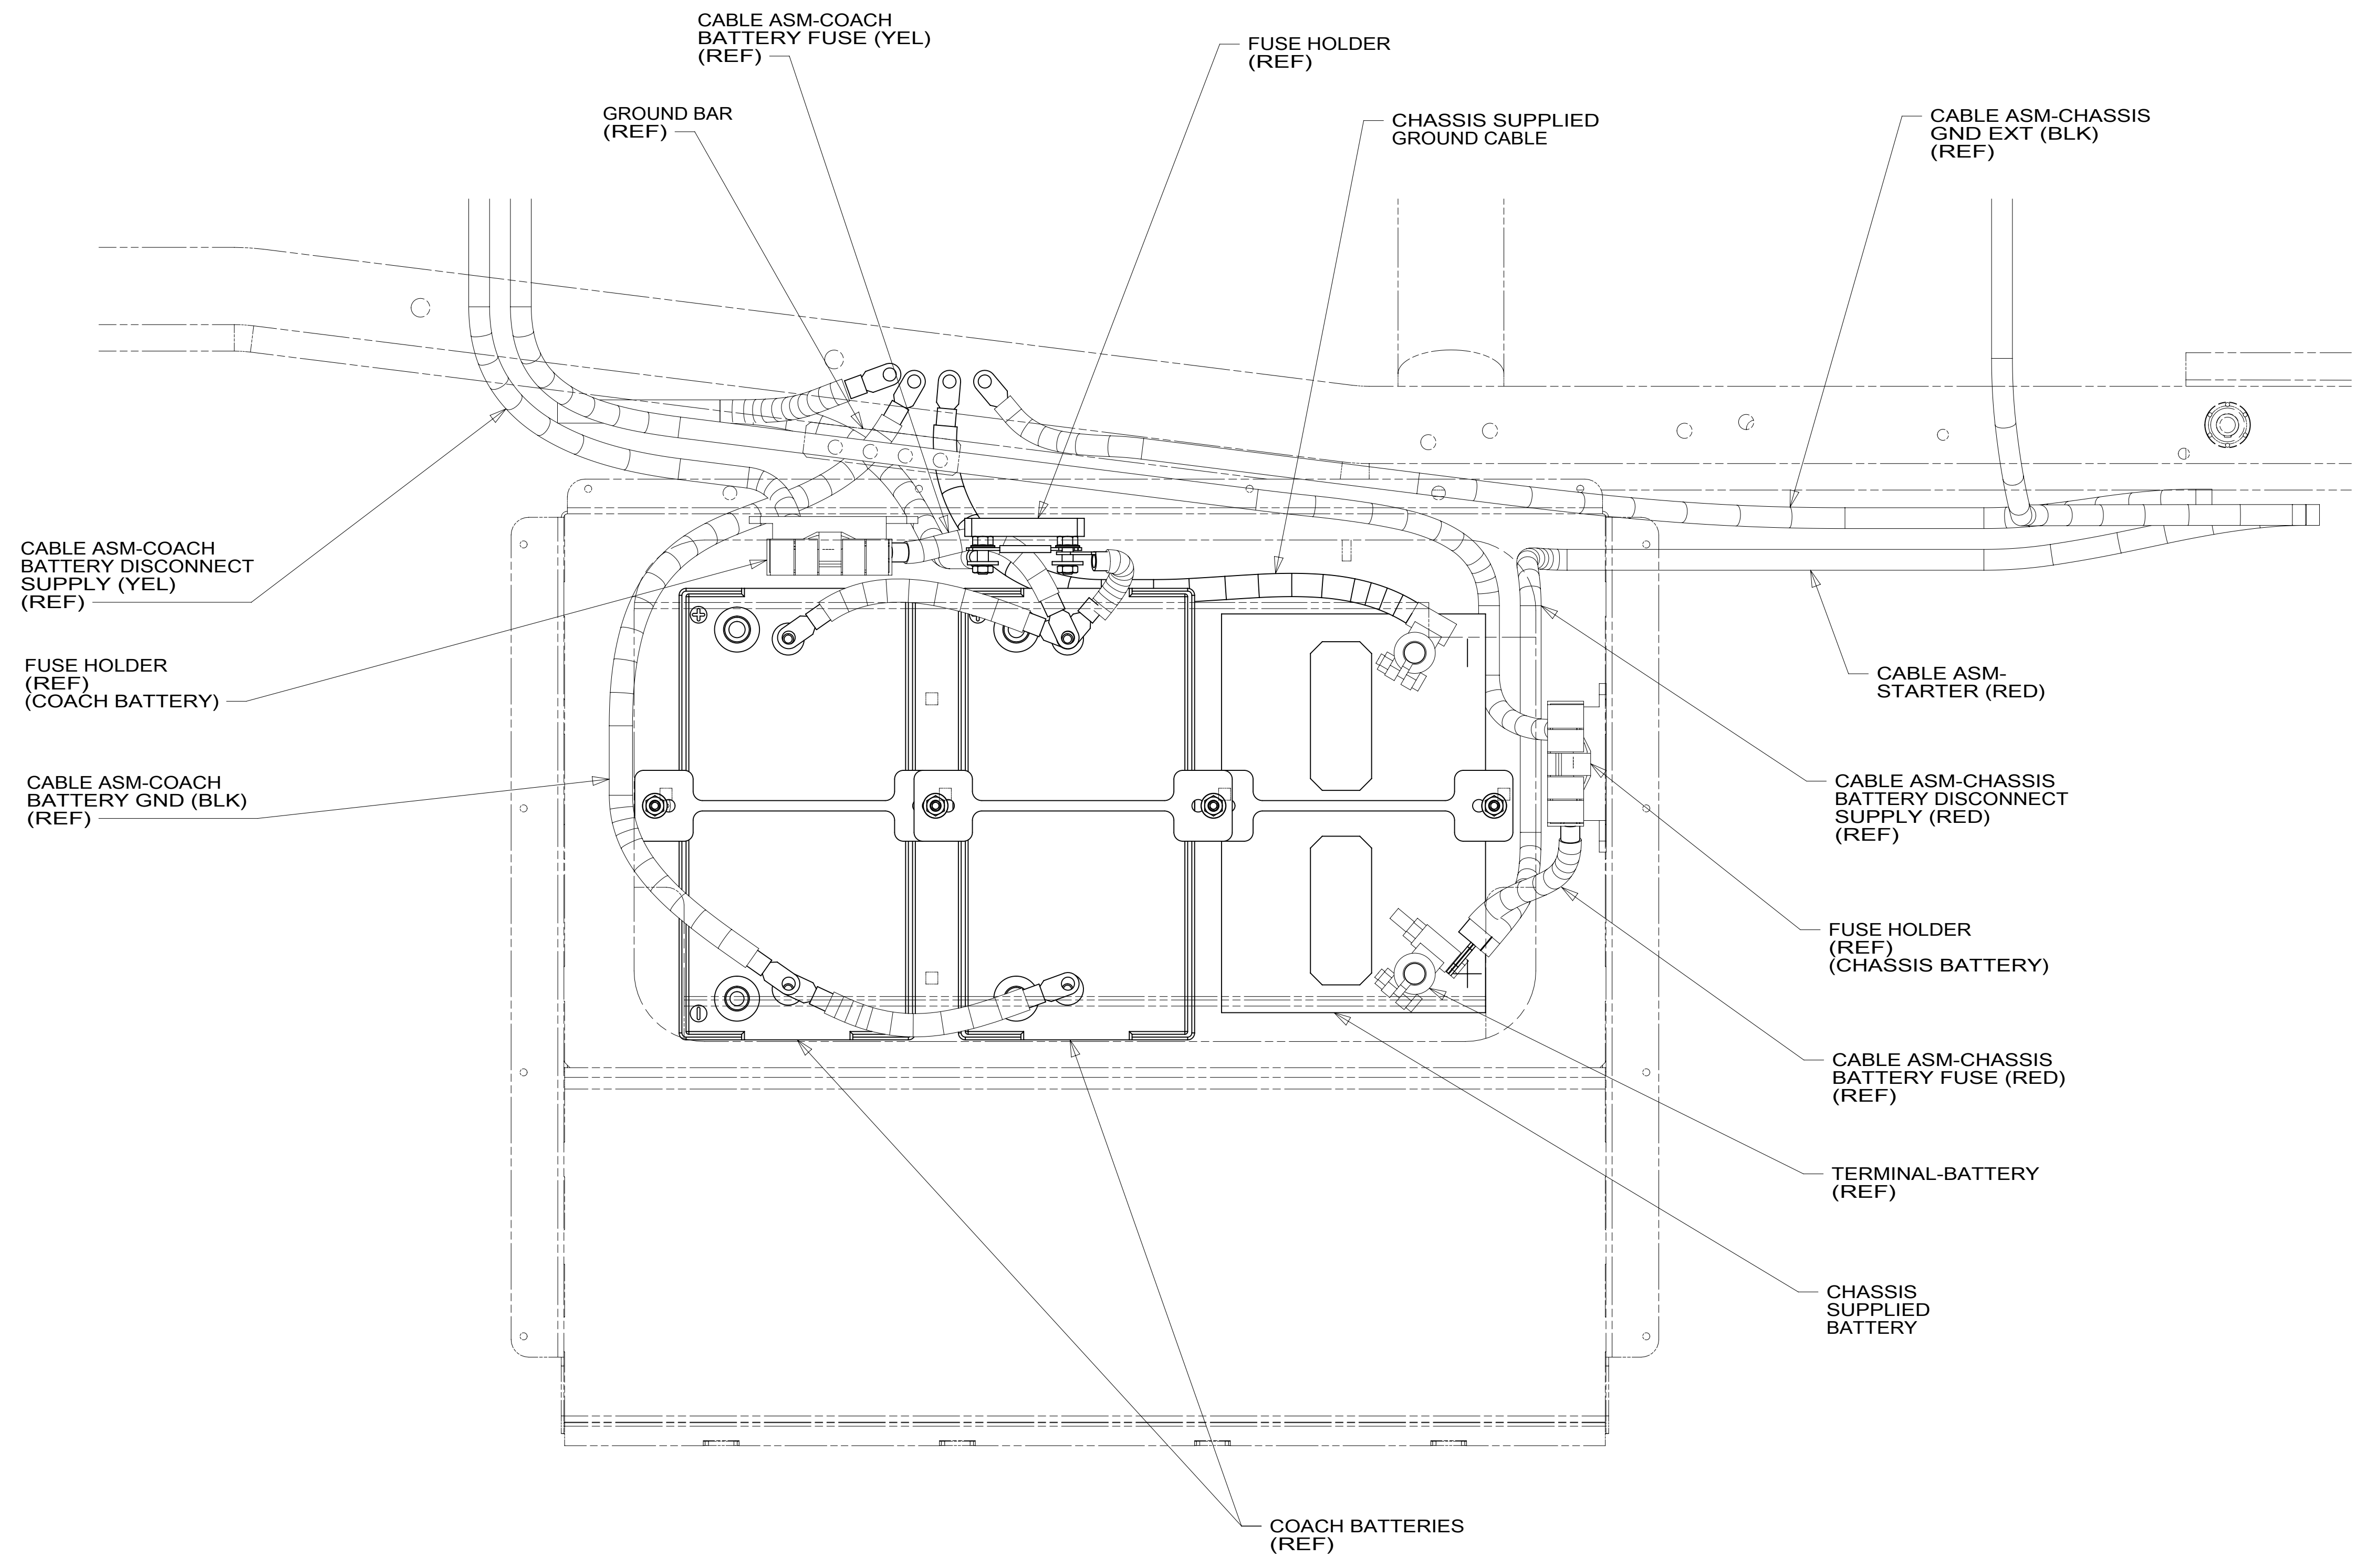 CABLE ASM-COACH
BATTERY FUSE (YEL)
(REF)
FUSE HOLDER
(REF)
GROUND BAR
(REF)
CHASSIS SUPPLIED
GROUND CABLE
CABLE ASM-CHASSIS
GND EXT (BLK)
(REF)
CABLE ASM-COACH
BATTERY DISCONNECT
SUPPLY (YEL)
(REF)
FUSE HOLDER
(REF)
(COACH BATTERY)
CABLE ASM-COACH
BATTERY GND (BLK)
(REF)
CABLE ASM-
STARTER (RED)
CABLE ASM-CHASSIS
BATTERY DISCONNECT
SUPPLY (RED)
(REF)
FUSE HOLDER
(REF)
(CHASSIS BATTERY)
CABLE ASM-CHASSIS
BATTERY FUSE (RED)
(REF)
TERMINAL-BATTERY
(REF)
CHASSIS
SUPPLIED
BATTERY
COACH BATTERIES
(REF)